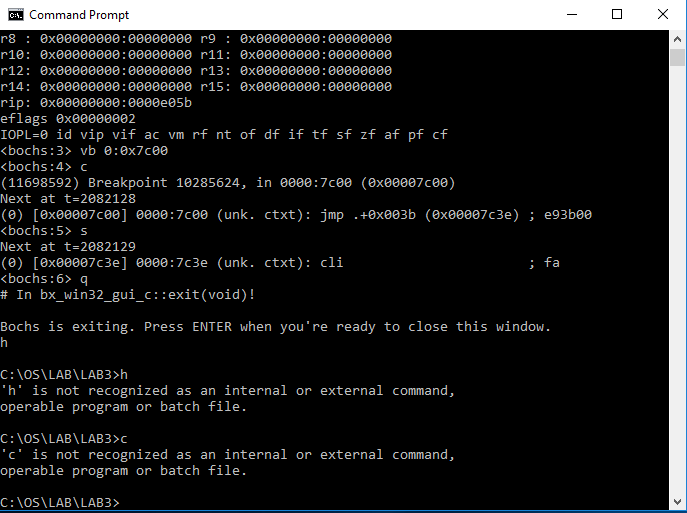 Command Prompt
r8 : 0x00000000:00000000 r9 : 0x00000000:00000000
r10: 0x00000000:00000000 r11: 0x00000000:00000000
r12: 0x00000000:00000000 r13: 0x00000000:00000000
r14: 0x00000000:00000000 r15: 0x00000000:00000000
rip: 0x00000000:0000e05b
eflags 0x00000002
IOPL=0 id vip vif ac vm rf nt of df if tf sf zf af pf cf
<bochs:3> vb 0:0x7c00
<bochs:4> c
(11698592) Breakpoint 10285624, in 0000:7c00 (0x00007c00)
Next at t=2082128
(0) [0x00007c00] 0000:7c00 (unk. ctxt): jmp .+0x003b (0x00007c3e) ; e93b00
<bochs:5> s
Next at t=2082129
(0) [0x00007c3e] 0000:7c3e (unk. ctxt): cli                       ; fa
<bochs:6> q
# In bx_win32_gui_c::exit(void)!

Bochs is exiting. Press ENTER when you're ready to close this window.
h

C:\OS\LAB\LAB3>h
'h' is not recognized as an internal or external command,
operable program or batch file.

C:\OS\LAB\LAB3>c
'c' is not recognized as an internal or external command,
operable program or batch file.

C:\OS\LAB\LAB3>